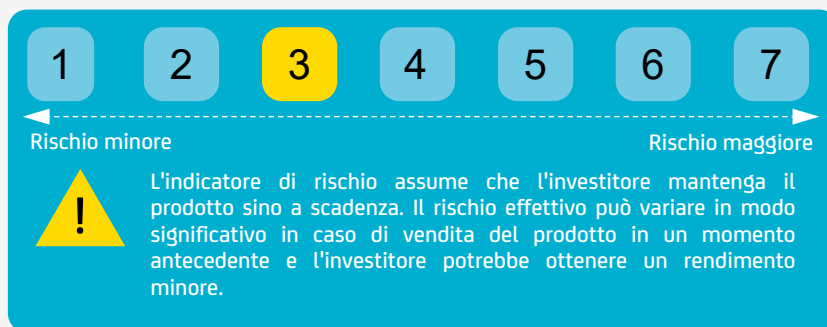 1 2 3 4 5 6 7
Rischio minore Rischio maggiore
!
L'indicatore di rischio assume che l'investitore mantenga il
prodotto sino a scadenza. Il rischio effettivo può variare in modo
significativo in caso di vendita del prodotto in un momento
antecedente e l'investitore potrebbe ottenere un rendimento
minore.